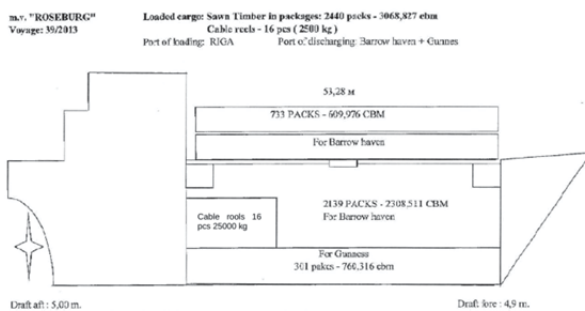 m.v. "ROSEBURG" Loaded cargo: Sawn Timber in packages: 2440 packs - 3068,827 cbm
Voyage: 39/2013 Cable reels - 16 pcs ( 2500 kg )
Port of loading: RIGA Port of discharging: Barrow haven + Gunnes
53,28 м
733 PACKS - 609,976 CBM
For Barrow haven
2139 PACKS - 2308,511 CBM
For Barrow haven
Cable rools 16
pcs 25000 kg
For Gunness
301 pakcs - 760,316 cbm
Draft aft : 5,00 m. Draft fore : 4,9 m.